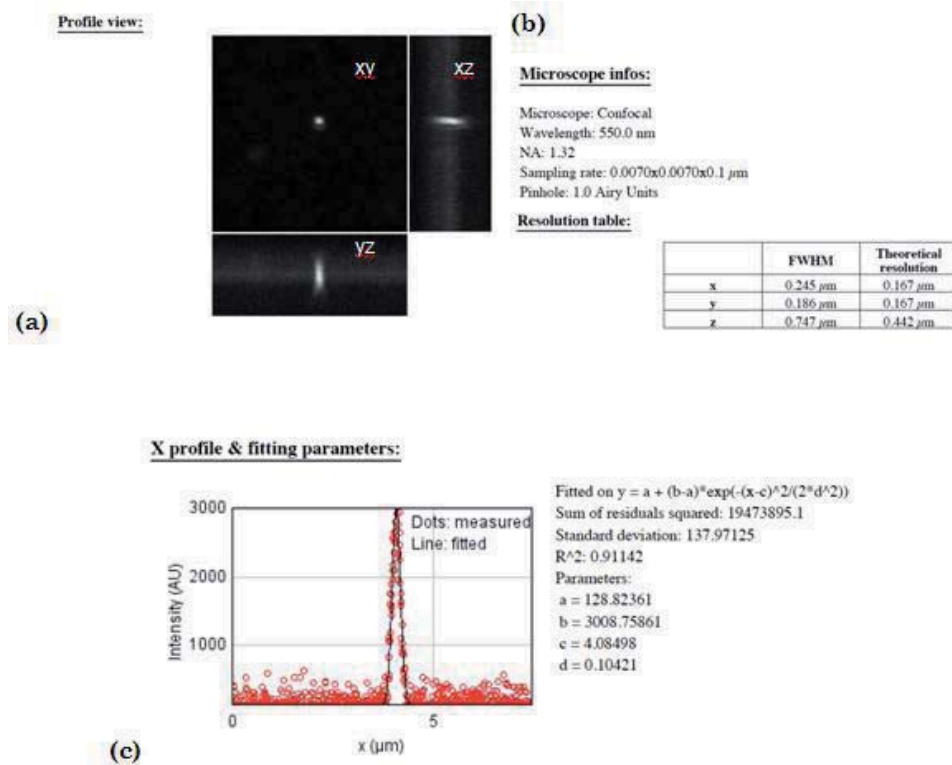 Profile view:
xy
xz
yz
(a)
(b)
Microscope infos:
Microscope: Confocal
Wavelength: 550.0 nm
NA: 1.32
Sampling rate: 0.0070x0.0070x0.1 µm
Pinhole: 1.0 Airy Units
Resolution table:
FWHM Theoretical resolution
x 0.245 µm 0.167 µm
y 0.186 µm 0.167 µm
z 0.747 µm 0.442 µm
X profile & fitting parameters:
Intensity (AU)
3000
2000
1000
Dots: measured
Line: fitted
0 5
x (µm)
Fitted on y = a + (b-a)*exp(-(x-c)^2/(2*d^2))
Sum of residuals squared: 19473895.1
Standard deviation: 137.97125
R^2: 0.91142
Parameters:
a = 128.82361
b = 3008.75861
c = 4.08498
d = 0.10421
(c)